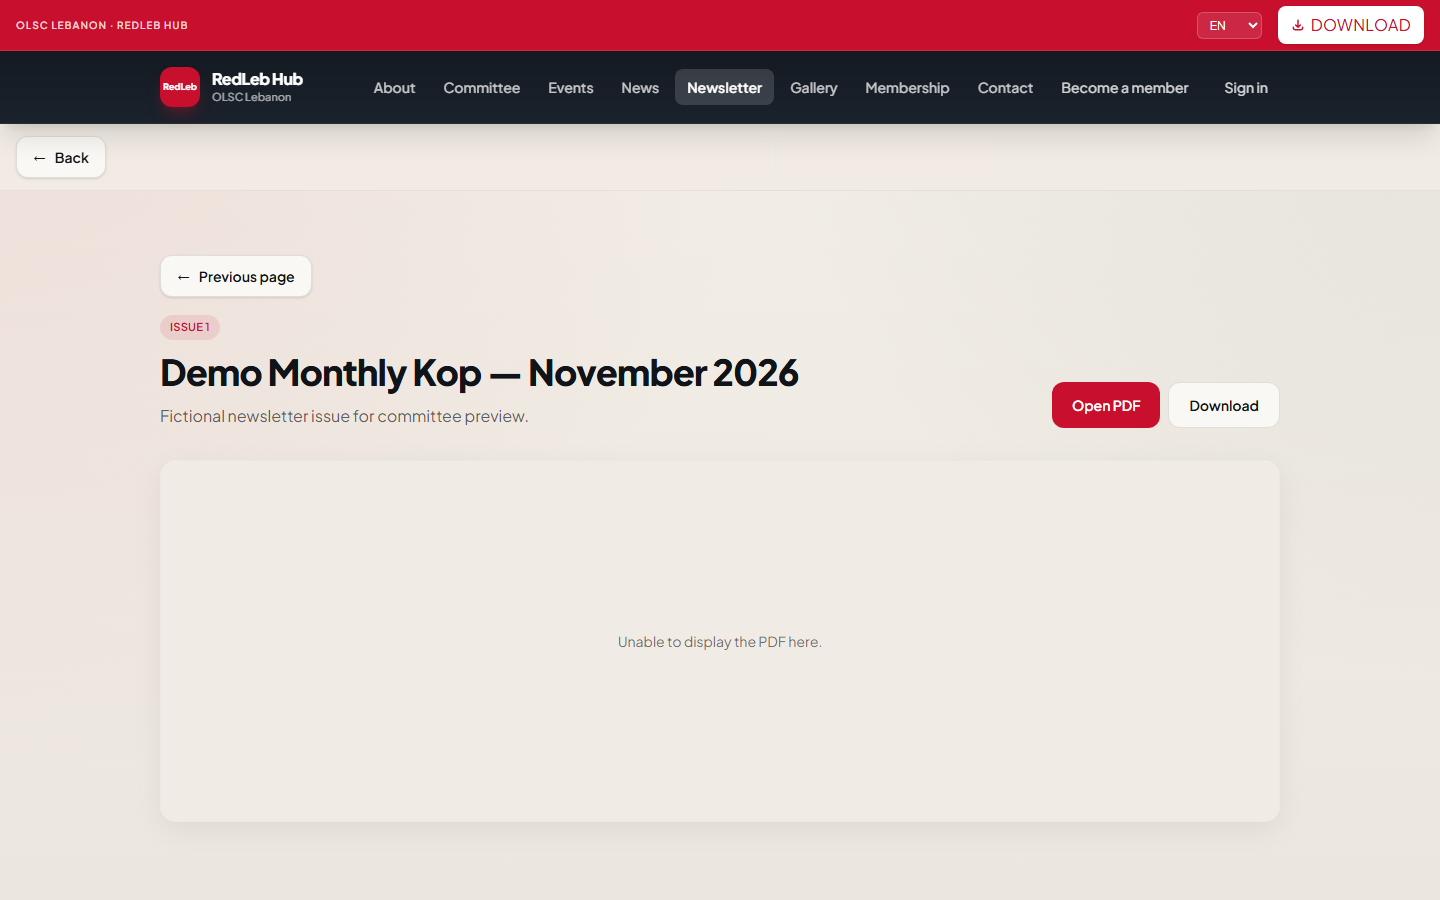 OLSC LEBANON · REDLEB HUB
EN
DOWNLOAD
RedLeb
RedLeb Hub
OLSC Lebanon
About
Committee
Events
News
Newsletter
Gallery
Membership
Contact
Become a member
Sign in
← Back
← Previous page
ISSUE 1
Demo Monthly Kop — November 2026
Fictional newsletter issue for committee preview.
Open PDF
Download
Unable to display the PDF here.